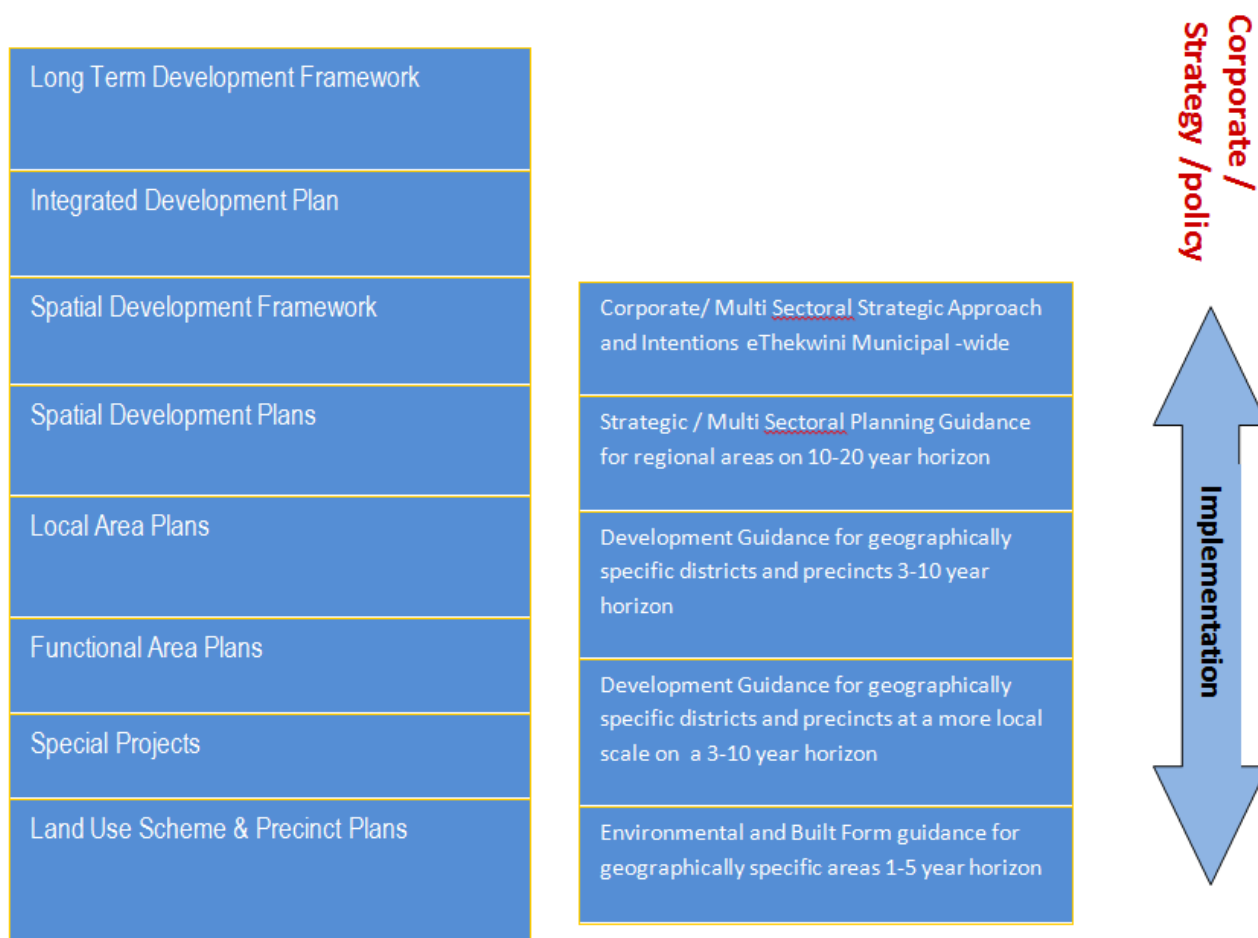 Long Term Development Framework
Integrated Development Plan
Spatial Development Framework
Spatial Development Plans
Local Area Plans
Functional Area Plans
Special Projects
Land Use Scheme & Precinct Plans
Corporate/ Multi Sectoral Strategic Approach
and Intentions eThekwini Municipal -wide
Strategic / Multi Sectoral Planning Guidance
for regional areas on 10-20 year horizon
Development Guidance for geographically
specific districts and precincts 3-10 year
horizon
Development Guidance for geographically
specific districts and precincts at a more local
scale on a 3-10 year horizon
Environmental and Built Form guidance for
geographically specific areas 1-5 year horizon
Corporate /
Strategy /policy
Implementation